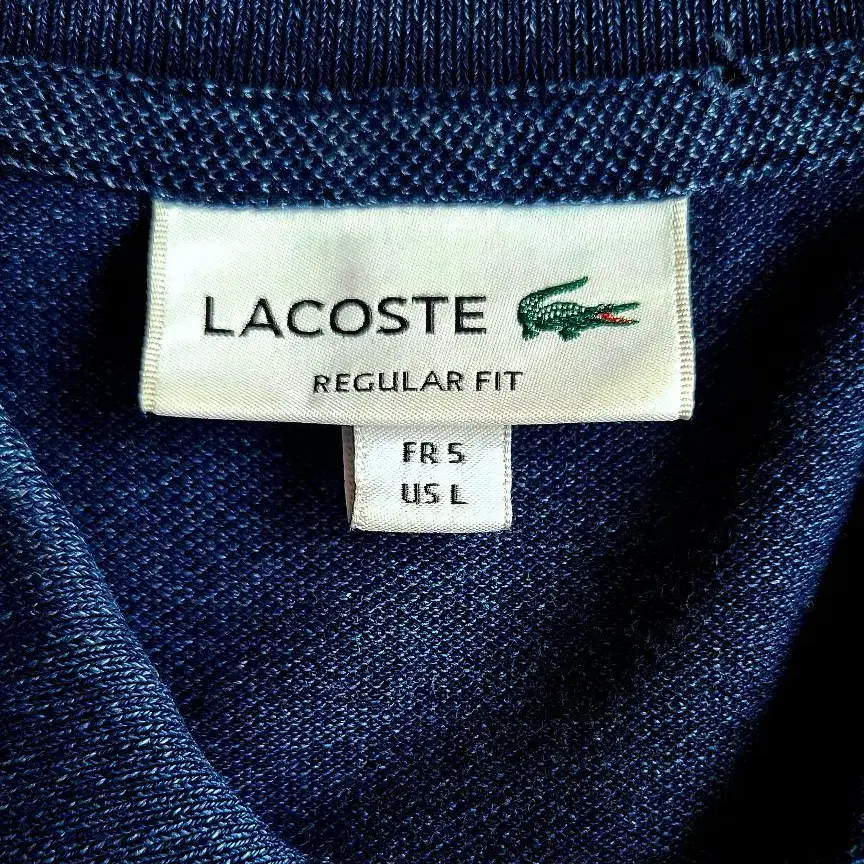 LACOSTE
REGULAR FIT
FR 5
US L